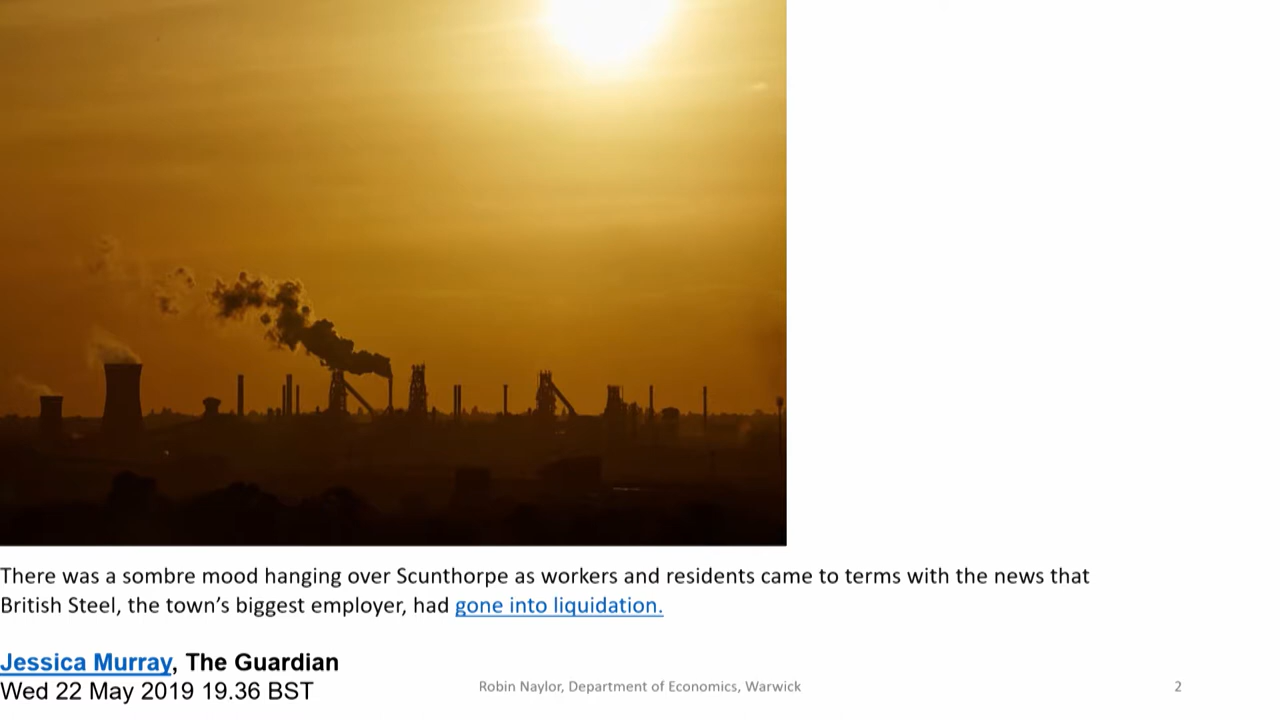 There was a sombre mood hanging over Scunthorpe as workers and residents came to terms with the news that
British Steel, the town’s biggest employer, had gone into liquidation.
Jessica Murray, The Guardian
Wed 22 May 2019 19.36 BST
Robin Naylor, Department of Economics, Warwick
2